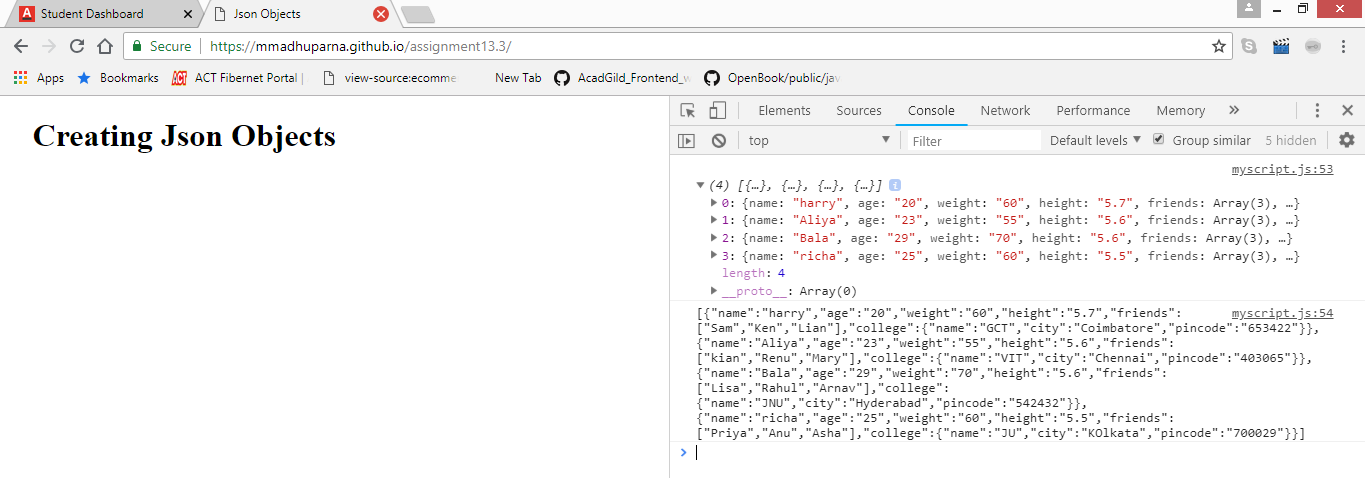 Student Dashboard
Json Objects
Secure https://mmadhuparna.github.io/assignment13.3/
Apps Bookmarks ACT Fibernet Portal | view-source:ecomme New Tab AcadGild_Frontend_w OpenBook/public/jav
Creating Json Objects
Elements Sources Console Network Performance Memory
top Filter Default levels Group similar 5 hidden
myscript.js:53
(4) [{…}, {…}, {…}, {…}]
0: {name: "harry", age: "20", weight: "60", height: "5.7", friends: Array(3), …}
1: {name: "Aliya", age: "23", weight: "55", height: "5.6", friends: Array(3), …}
2: {name: "Bala", age: "29", weight: "70", height: "5.6", friends: Array(3), …}
3: {name: "richa", age: "25", weight: "60", height: "5.5", friends: Array(3), …}
length: 4
__proto__: Array(0)
[{"name":"harry","age":"20","weight":"60","height":"5.7","friends": myscript.js:54
["Sam","Ken","Lian"],"college":{"name":"GCT","city":"Coimbatore","pincode":"653422"}},
{"name":"Aliya","age":"23","weight":"55","height":"5.6","friends":
["kian","Renu","Mary"],"college":{"name":"VIT","city":"Chennai","pincode":"403065"}},
{"name":"Bala","age":"29","weight":"70","height":"5.6","friends":
["Lisa","Rahul","Arnav"],"college":
{"name":"JNU","city":"Hyderabad","pincode":"542432"}},
{"name":"richa","age":"25","weight":"60","height":"5.5","friends":
["Priya","Anu","Asha"],"college":{"name":"JU","city":"KOlkata","pincode":"700029"}}]